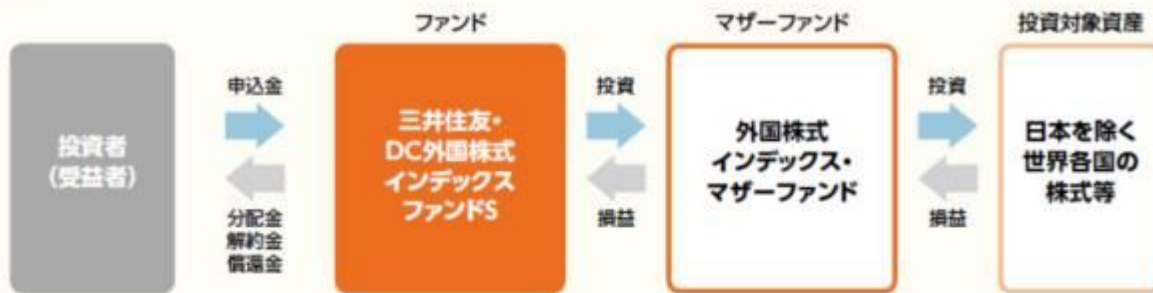 ファンド
マザーファンド
投資対象資産
投資者
(受益者)
申込金
分配金
解約金
償還金
三井住友・
DC外国株式
インデックス
ファンドS
投資
損益
外国株式
インデックス・
マザーファンド
投資
損益
日本を除く
世界各国の
株式等